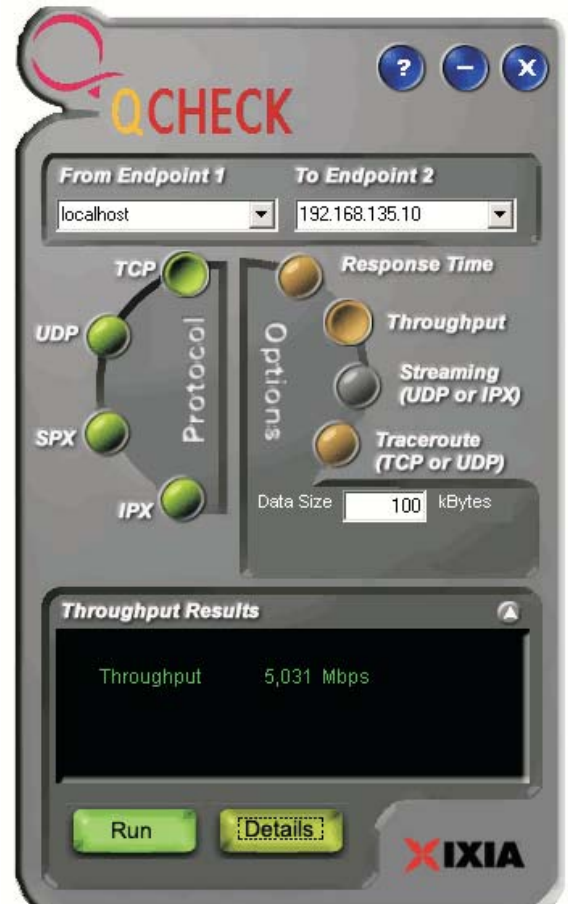 ?
–
X
QCHECK
From Endpoint 1
To Endpoint 2
localhost
192.168.135.10
TCP
UDP
SPX
IPX
Protocol
Options
Response Time
Throughput
Streaming
(UDP or IPX)
Traceroute
(TCP or UDP)
Data Size 100 kBytes
Throughput Results
Throughput 5,031 Mbps
Run
Details
XIXIA